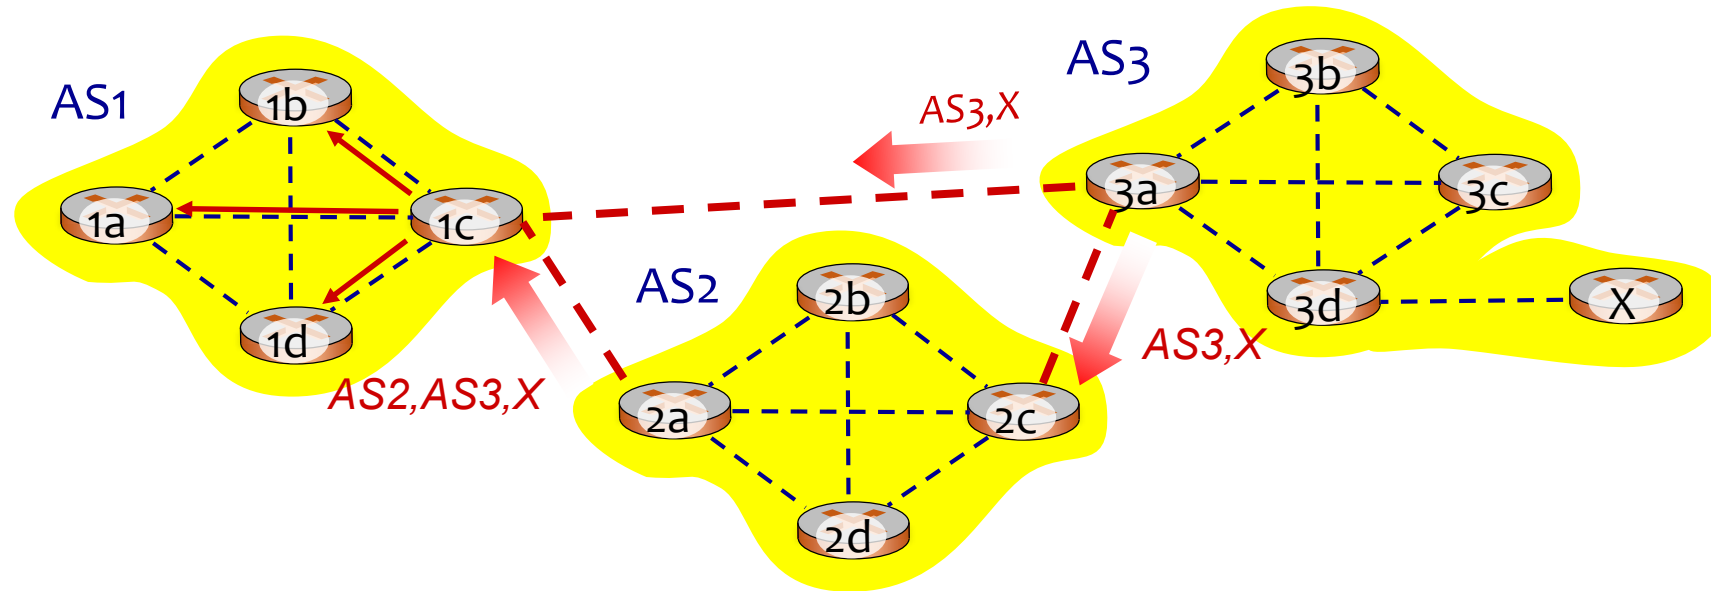 AS1
1b
1a
1c
1d
AS2,AS3,X
AS2
2b
2a
2c
2d
AS3,X
AS3
3b
3a
3c
3d
X
AS3,X